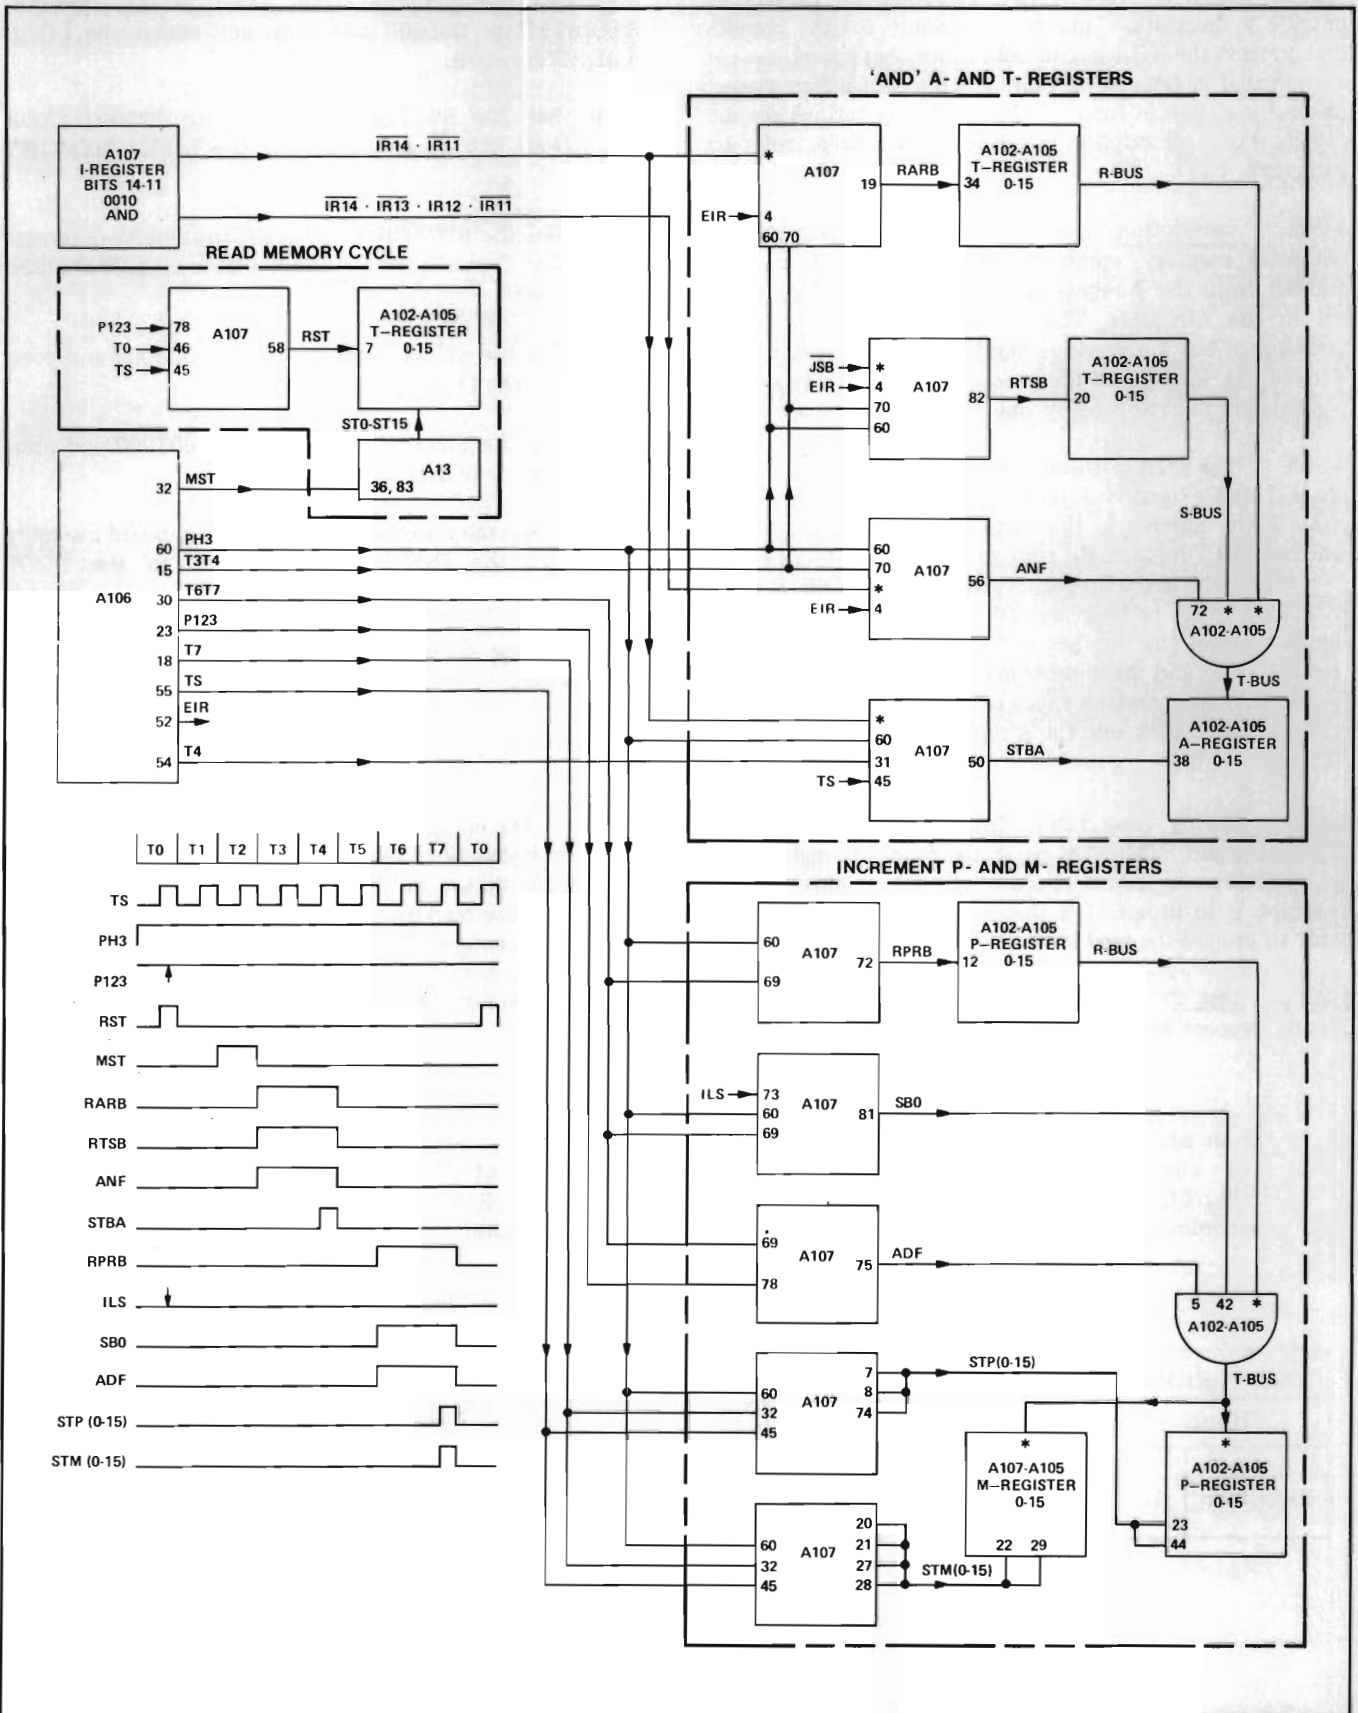 'AND' A- AND T- REGISTERS
A107
I-REGISTER
BITS 14-11
0010
AND
IR14 · IR11
IR14 · IR13 · IR12 · IR11
*
A107
19
EIR
4
60 70
RARB
A102-A105
T-REGISTER
34 0-15
R-BUS
READ MEMORY CYCLE
P123
T0
TS
78
46
45
A107
58
RST
A102-A105
T-REGISTER
7 0-15
ST0-ST15
A13
36, 83
JSB
EIR
*
4
70
60
A107
82
RTSB
A102-A105
T-REGISTER
20 0-15
S-BUS
A106
32 MST
60 PH3
15 T3T4
30 T6T7
23 P123
18 T7
55 TS
52 EIR
54 T4
60
70
*
EIR
4
A107
56
ANF
72 * *
A102-A105
T-BUS
*
60
31
TS
45
A107
50
STBA
A102-A105
A-REGISTER
38 0-15
T0 T1 T2 T3 T4 T5 T6 T7 T0
TS
PH3
P123
RST
MST
RARB
RTSB
ANF
STBA
RPRB
ILS
SB0
ADF
STP (0-15)
STM (0-15)
INCREMENT P- AND M- REGISTERS
60
69
A107
72
RPRB
A102-A105
P-REGISTER
12 0-15
R-BUS
ILS
73
60
69
A107
81
SB0
69
78
A107
75
ADF
5 42 *
A102-A105
T-BUS
60
32
45
A107
7
8
74
STP(0-15)
*
A107-A105
M-REGISTER
0-15
22 29
*
A102-A105
P-REGISTER
0-15
23
44
60
32
45
A107
20
21
27
28
STM(0-15)